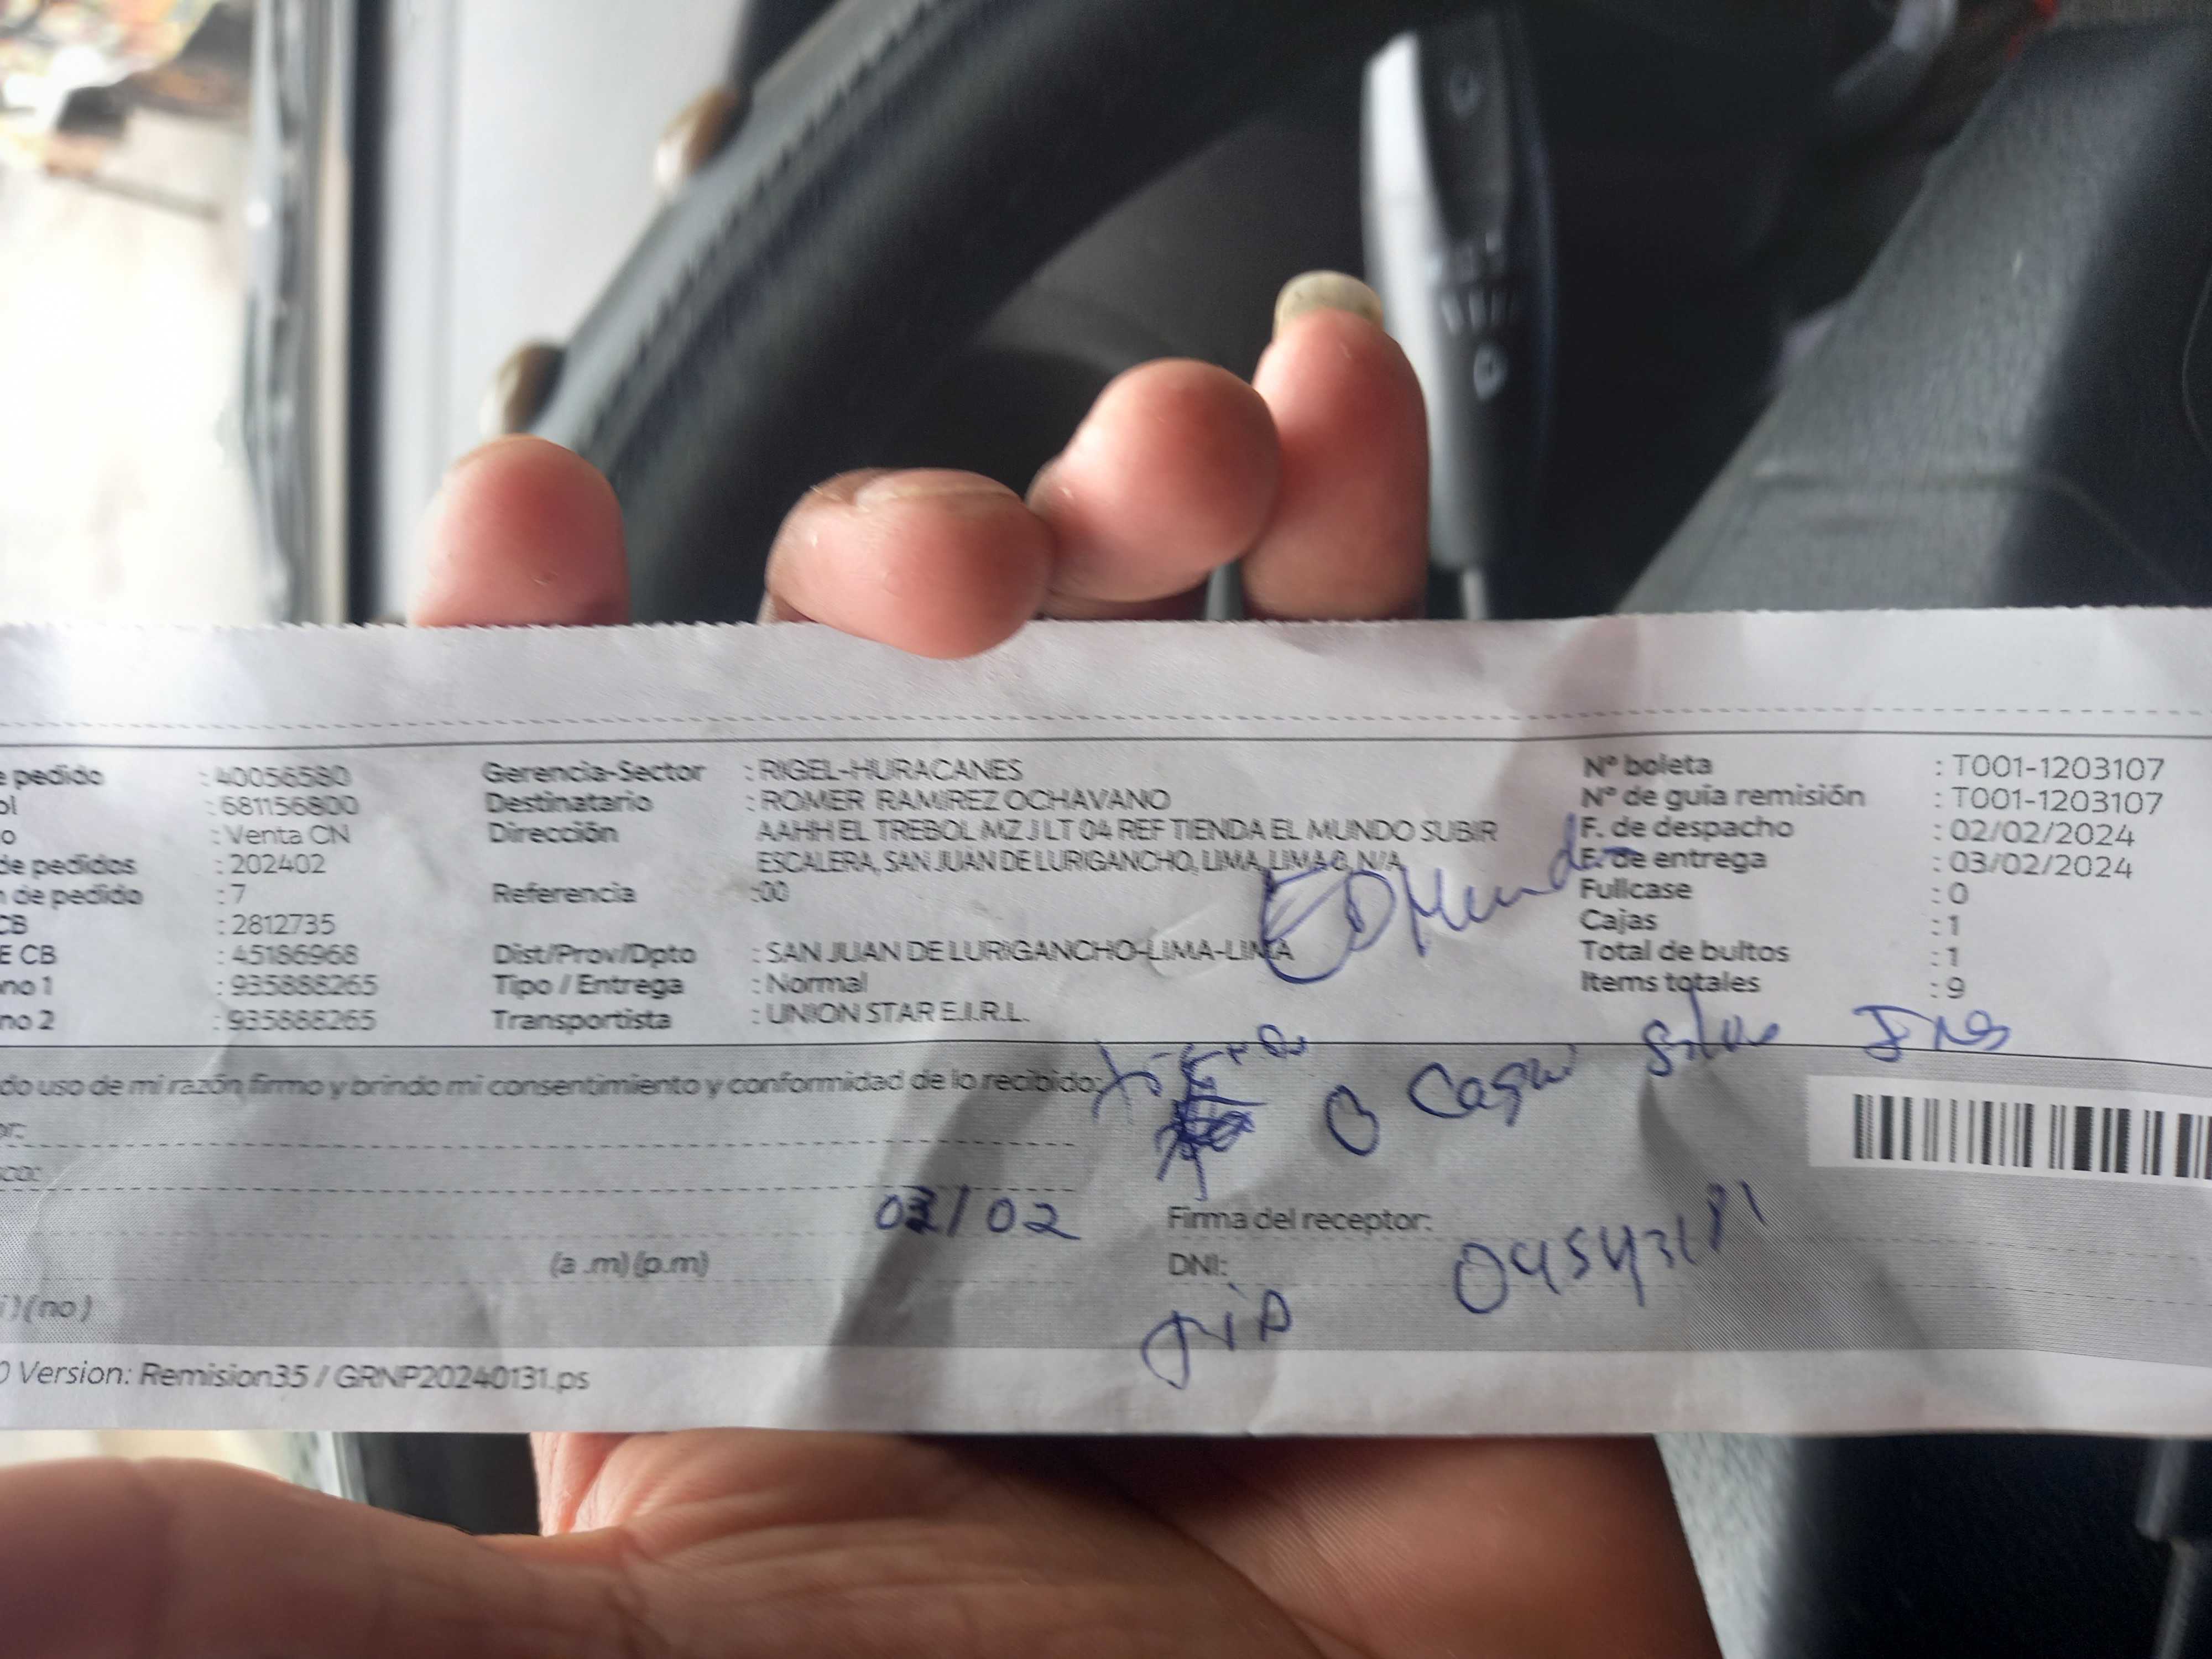 e pedido : 40056580
ol : 681156800
o : Venta CN
de pedidos : 202402
n de pedido : 7
CB : 2812735
E CB : 45186968
no 1 : 935888265
no 2 : 935888265
Gerencia-Sector : RIGEL-HURACANES
Destinatario : ROMER RAMIREZ OCHAVANO
Dirección AAHH EL TREBOL MZ J LT 04 REF TIENDA EL MUNDO SUBIR
ESCALERA, SAN JUAN DE LURIGANCHO, LIMA, LIMA 0, N/A
Referencia :00
Dist/Prov/Dpto : SAN JUAN DE LURIGANCHO-LIMA-LIMA
Tipo / Entrega : Normal
Transportista : UNION STAR E.I.R.L.
N° boleta : T001-1203107
N° de guía remisión : T001-1203107
F. de despacho : 02/02/2024
F. de entrega : 03/02/2024
Fullcase : 0
Cajas : 1
Total de bultos : 1
Items totales : 9
do uso de mi razón, firmo y brindo mi consentimiento y conformidad de lo recibido:
or:
ca:
/ 02
Firma del receptor:
(a .m) (p.m)
DNI:
i) (no)
0 Version: Remision35 / GRNP20240131.ps